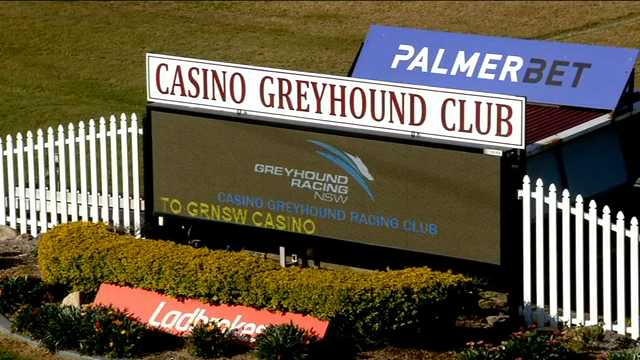 PALMERBET
CASINO GREYHOUND CLUB
GREYHOUND
RACING
NSW
CASINO GREYHOUND RACING CLUB
TO GRNSW CASINO
Ladbrokes